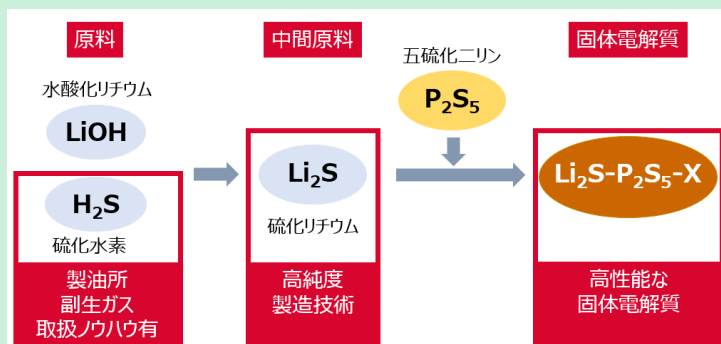 原料
中間原料
固体電解質
水酸化リチウム
LiOH
五硫化二リン
P₂S₅
H₂S
硫化水素
Li₂S
硫化リチウム
Li₂S-P₂S₅-X
製油所
副生ガス
取扱ノウハウ有
高純度
製造技術
高性能な
固体電解質